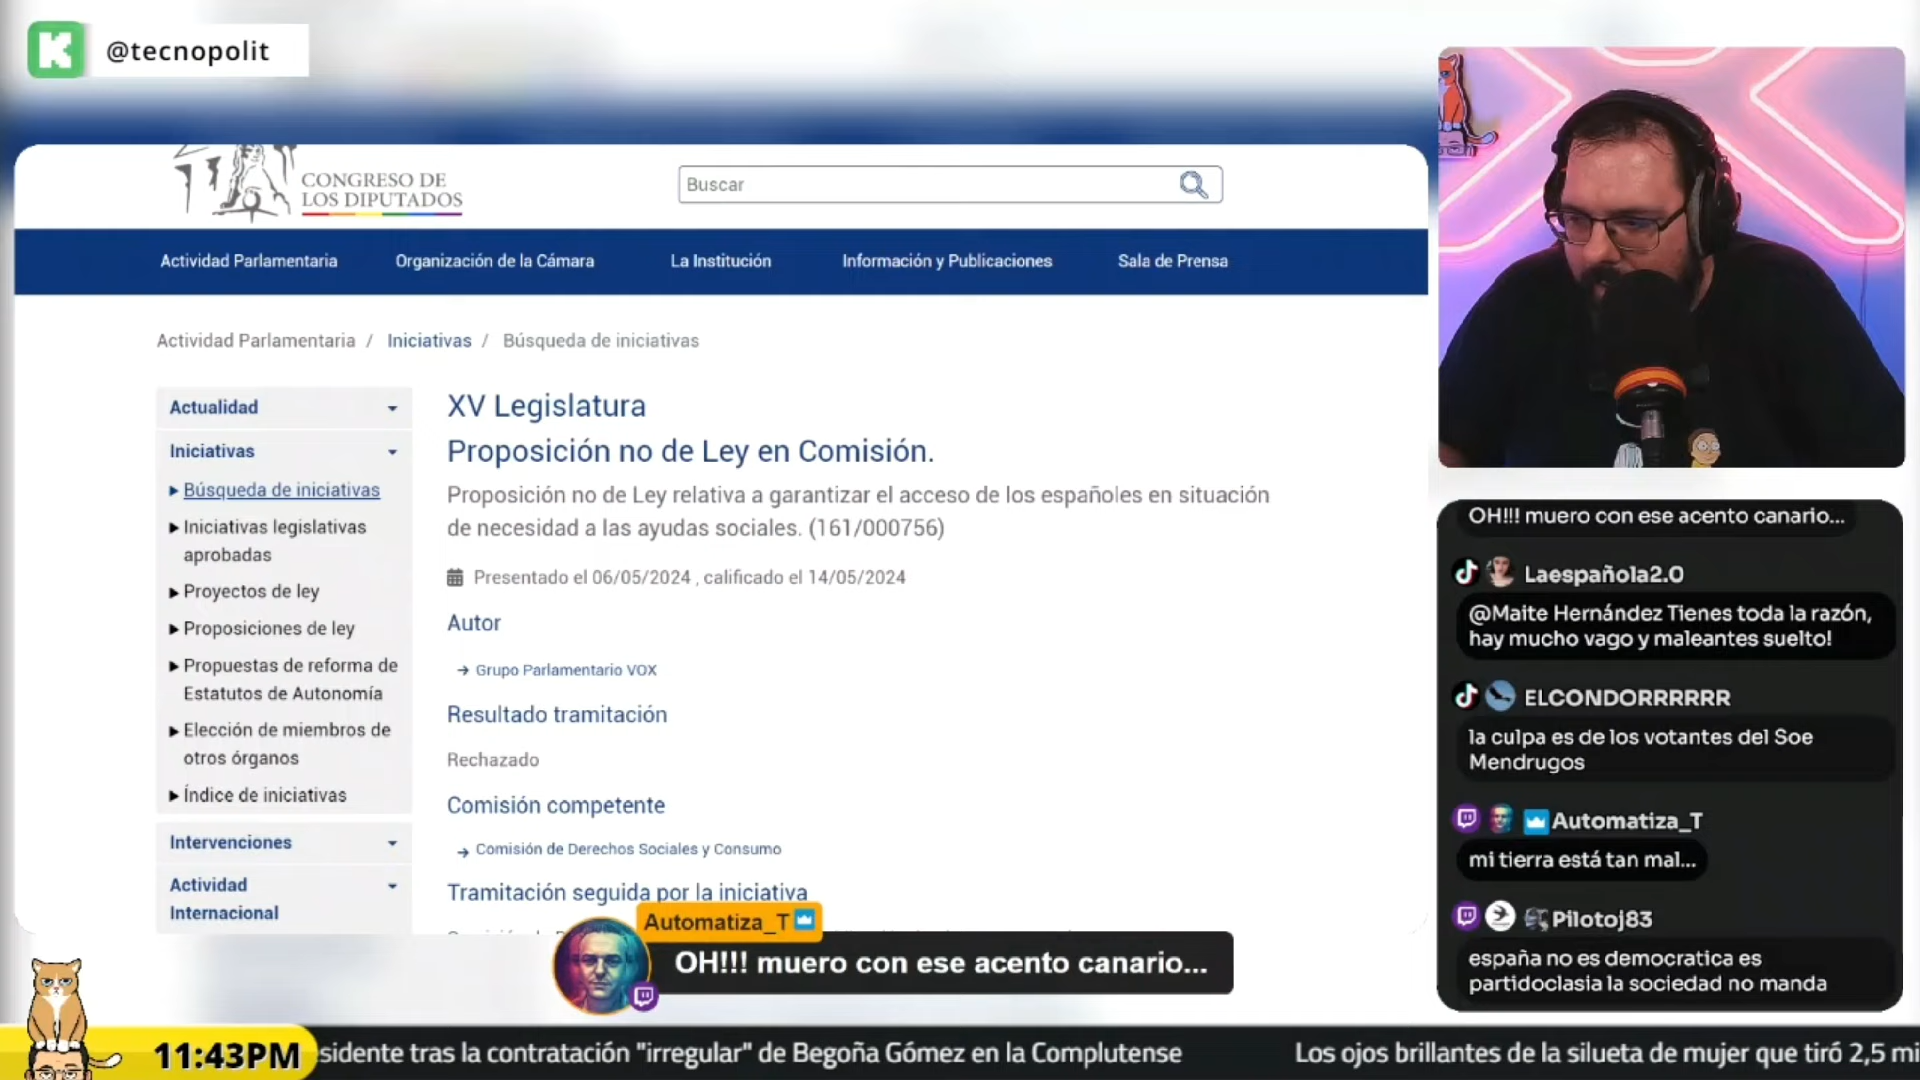 @tecnopolit
CONGRESO DE
LOS DIPUTADOS
Buscar
Actividad Parlamentaria
Organización de la Cámara
La Institución
Información y Publicaciones
Sala de Prensa
Actividad Parlamentaria / Iniciativas / Búsqueda de iniciativas
Actualidad
Iniciativas
Búsqueda de iniciativas
Iniciativas legislativas
aprobadas
Proyectos de ley
Proposiciones de ley
Propuestas de reforma de
Estatutos de Autonomía
Elección de miembros de
otros órganos
Índice de iniciativas
Intervenciones
Actividad
Internacional
XV Legislatura
Proposición no de Ley en Comisión.
Proposición no de Ley relativa a garantizar el acceso de los españoles en situación
de necesidad a las ayudas sociales. (161/000756)
Presentado el 06/05/2024 , calificado el 14/05/2024
Autor
Grupo Parlamentario VOX
Resultado tramitación
Rechazado
Comisión competente
Comisión de Derechos Sociales y Consumo
Tramitación seguida por la iniciativa
Automatiza_T
OH!!! muero con ese acento canario...
OH!!! muero con ese acento canario...
Laespañola2.0
@Maite Hernández Tienes toda la razón,
hay mucho vago y maleantes suelto!
ELCONDORRRRRR
la culpa es de los votantes del Soe
Mendrugos
Automatiza_T
mi tierra está tan mal...
Pilotoj83
españa no es democratica es
partidoclasia la sociedad no manda
11:43PM
sidente tras la contratación "irregular" de Begoña Gómez en la Complutense
Los ojos brillantes de la silueta de mujer que tiró 2,5 mi